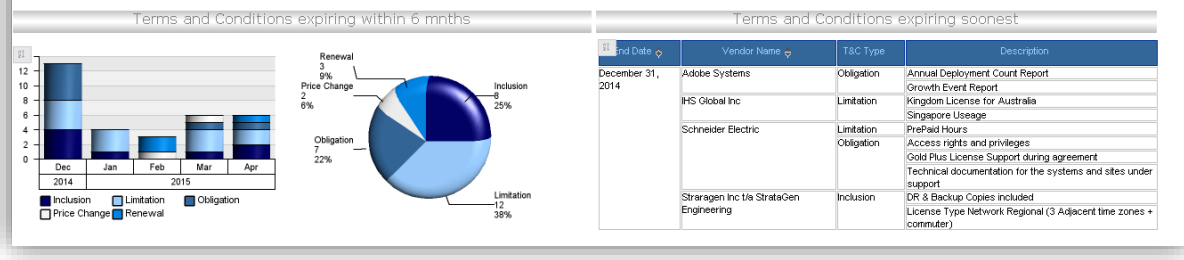 Terms and Conditions expiring within 6 mnths
12
10
8
6
4
2
0
Dec Jan Feb Mar Apr
2014 2015
Inclusion Limitation Obligation
Price Change Renewal
Renewal
3
9%
Price Change
2
6%
Obligation
7
22%
Inclusion
8
25%
Limitation
12
38%
Terms and Conditions expiring soonest
End Date Vendor Name T&C Type Description
December 31, Adobe Systems Obligation Annual Deployment Count Report
2014 Growth Event Report
IHS Global Inc Limitation Kingdom License for Australia
Singapore Useage
Schneider Electric Limitation PrePaid Hours
Obligation Access rights and privileges
Gold Plus License Support during agreement
Technical documentation for the systems and sites under
support
Straragen Inc t/a StrataGen Inclusion DR & Backup Copies included
Engineering License Type Network Regional (3 Adjacent time zones +
commuter)